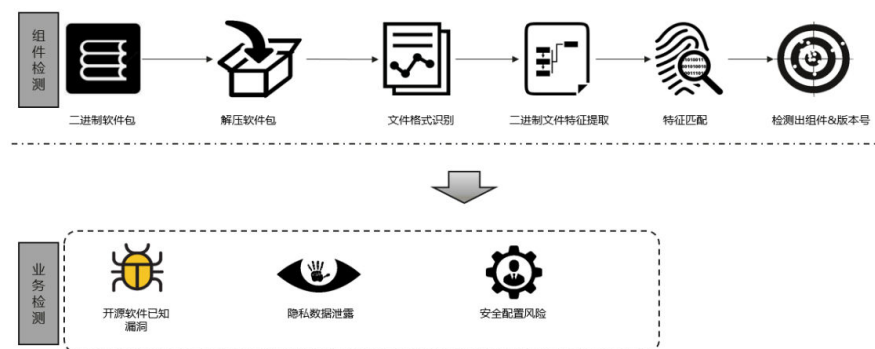 组件检测
二进制软件包
解压软件包
文件格式识别
二进制文件特征提取
特征匹配
检测出组件&版本号
业务检测
开源软件已知
漏洞
隐私数据泄露
安全配置风险